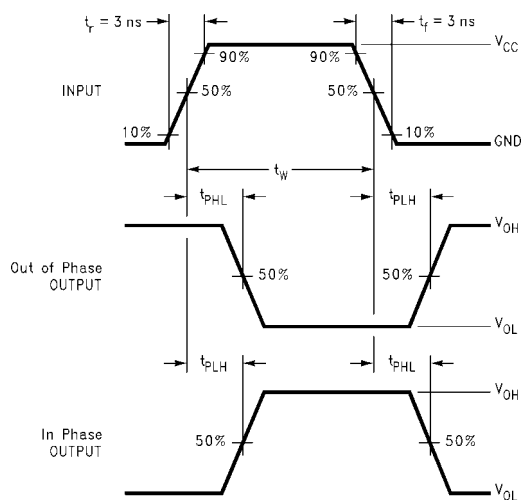 t_r = 3 ns
t_f = 3 ns
V_CC
90%
90%
INPUT
50%
50%
10%
10%
GND
t_W
t_PHL
t_PLH
V_OH
Out of Phase
OUTPUT
50%
50%
V_OL
t_PLH
t_PHL
V_OH
In Phase
OUTPUT
50%
50%
V_OL